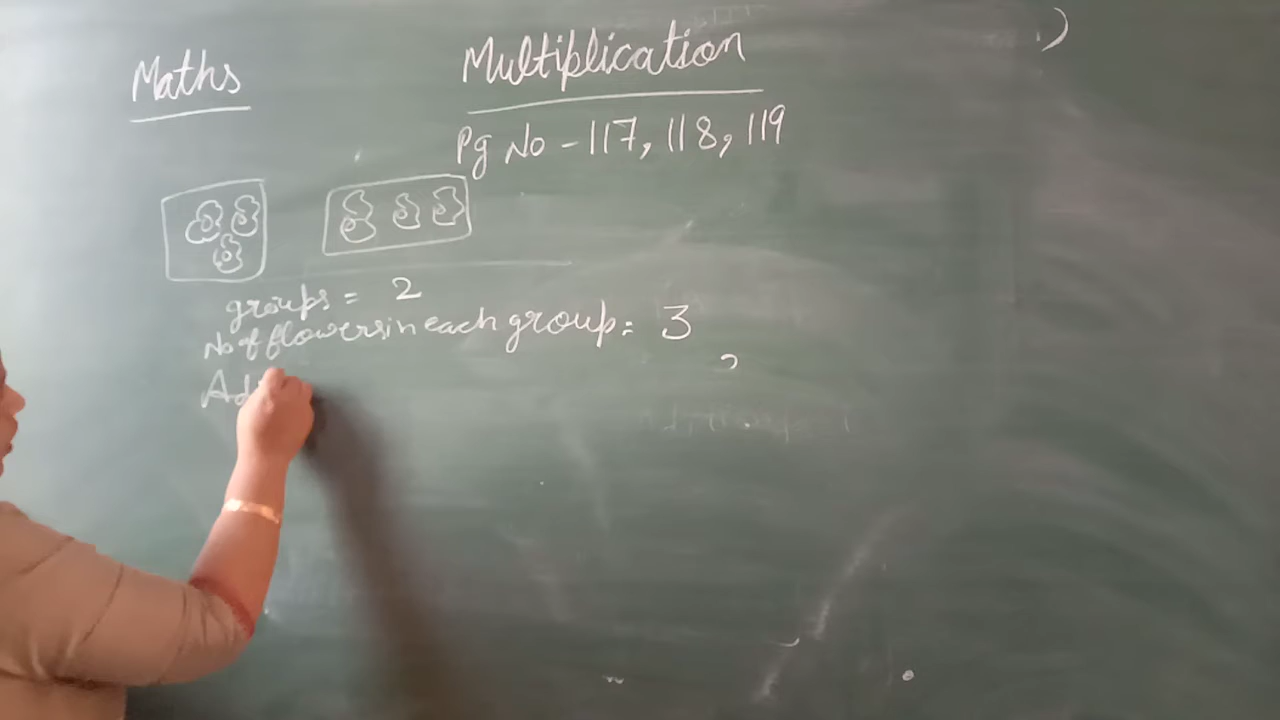 Maths
Multiplication
Pg No - 117, 118, 119
groups = 2
No of flowers in each group = 3